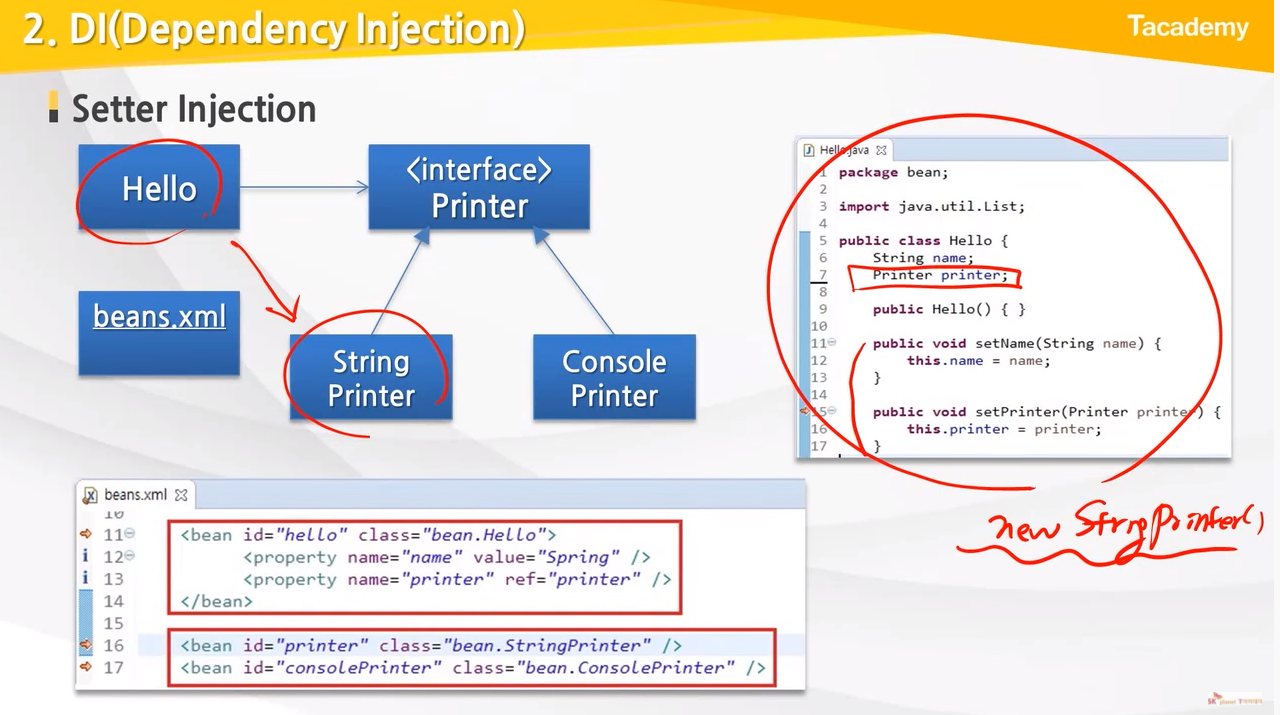 2. DI(Dependency Injection)
Tacademy
Setter Injection
Hello
<interface>
Printer
beans.xml
String
Printer
Console
Printer
Hello.java
1 package bean;
2
3 import java.util.List;
4
5 public class Hello {
6 String name;
7 Printer printer;
8
9 public Hello() { }
10
11 public void setName(String name) {
12 this.name = name;
13 }
14
15 public void setPrinter(Printer printer) {
16 this.printer = printer;
17 }
new StringPrinter()
beans.xml
10
11 <bean id="hello" class="bean.Hello">
12 <property name="name" value="Spring" />
13 <property name="printer" ref="printer" />
14 </bean>
15
16 <bean id="printer" class="bean.StringPrinter" />
17 <bean id="consolePrinter" class="bean.ConsolePrinter" />
SK planet